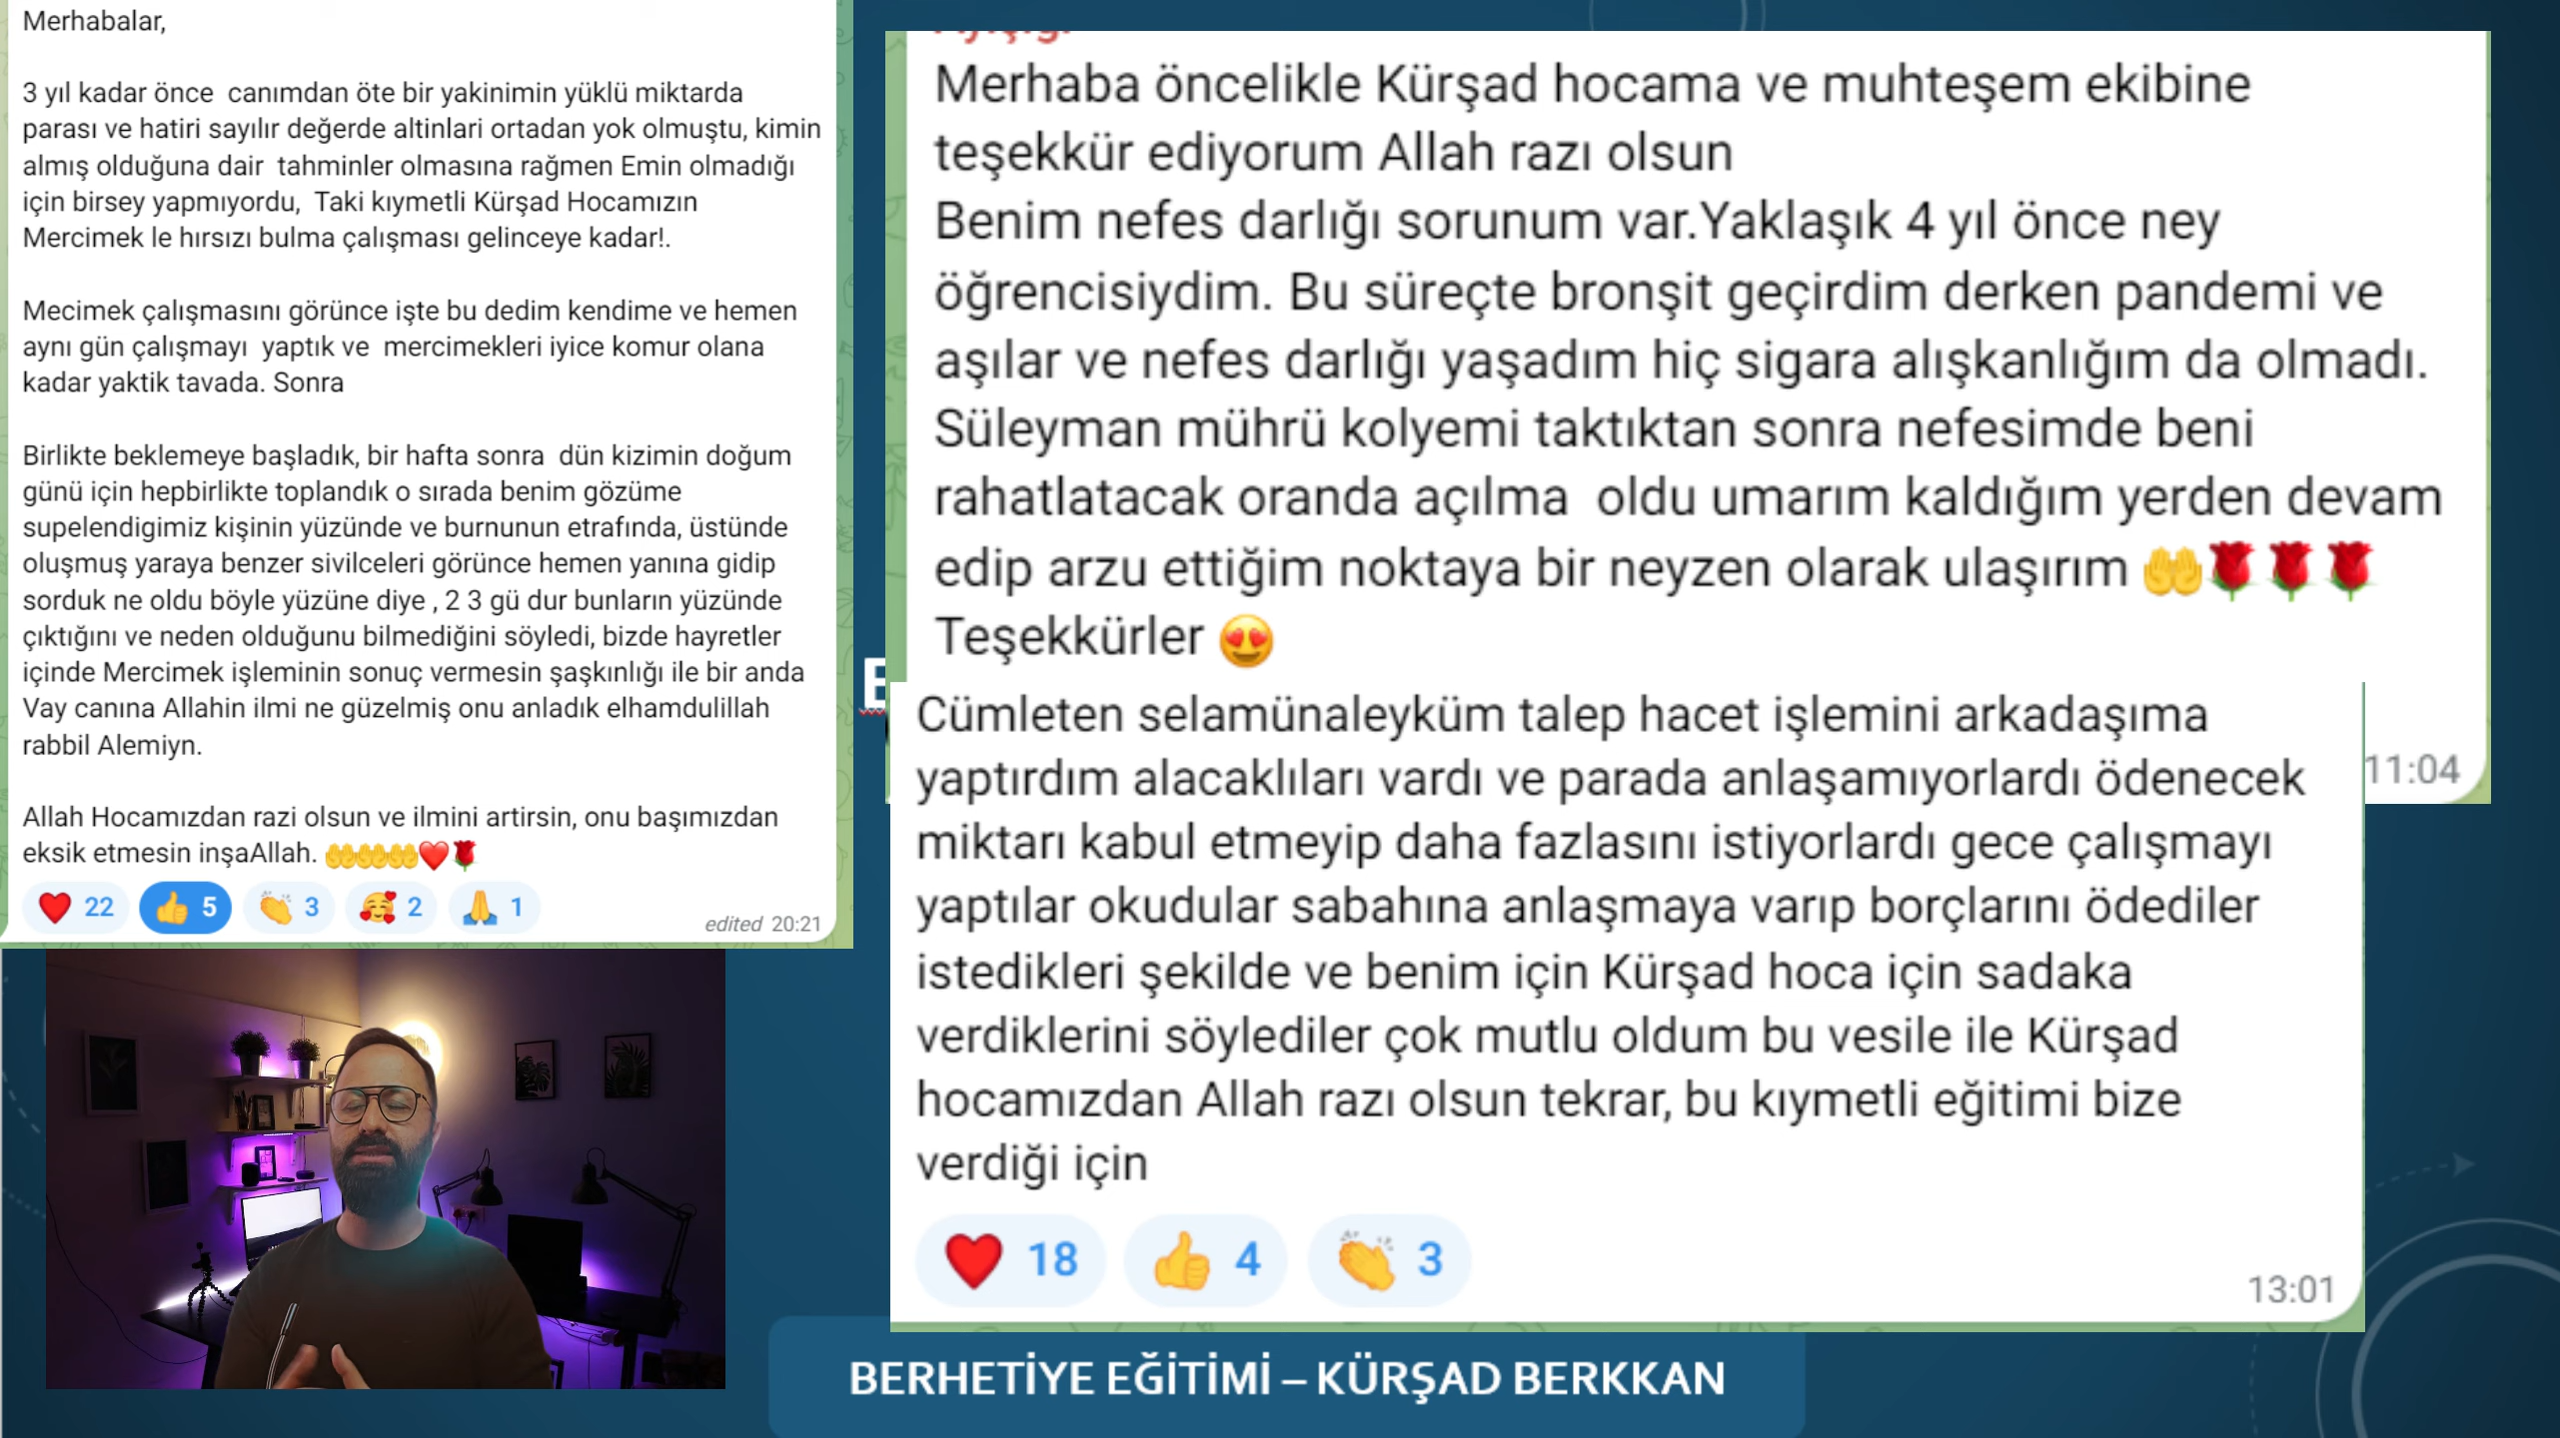 Merhabalar,
3 yıl kadar önce  canımdan öte bir yakinimin yüklü miktarda
parası ve hatiri sayılır değerde altinlari ortadan yok olmuştu, kimin
almış olduğuna dair  tahminler olmasına rağmen Emin olmadığı
için birsey yapmıyordu,  Taki kıymetli Kürşad Hocamızın
Mercimek le hırsızı bulma çalışması gelinceye kadar!.
Mecimek çalışmasını görünce işte bu dedim kendime ve hemen
aynı gün çalışmayı  yaptık ve  mercimekleri iyice komur olana
kadar yaktik tavada. Sonra
Birlikte beklemeye başladık, bir hafta sonra  dün kizimin doğum
günü için hepbirlikte toplandık o sırada benim gözüme
supelendigimiz kişinin yüzünde ve burnunun etrafında, üstünde
oluşmuş yaraya benzer sivilceleri görünce hemen yanına gidip
sorduk ne oldu böyle yüzüne diye , 2 3 gü dur bunların yüzünde
çıktığını ve neden olduğunu bilmediğini söyledi, bizde hayretler
içinde Mercimek işleminin sonuç vermesin şaşkınlığı ile bir anda
Vay canına Allahin ilmi ne güzelmiş onu anladık elhamdulillah
rabbil Alemiyn.
Allah Hocamızdan razi olsun ve ilmini artirsin, onu başımızdan
eksik etmesin inşaAllah. 🤲🤲🤲❤️🌹
❤️ 22 👍 5 👏 3 🥰 2 🙏 1
edited 20:21
Merhaba öncelikle Kürşad hocama ve muhteşem ekibine
teşekkür ediyorum Allah razı olsun
Benim nefes darlığı sorunum var.Yaklaşık 4 yıl önce ney
öğrencisiydim. Bu süreçte bronşit geçirdim derken pandemi ve
aşılar ve nefes darlığı yaşadım hiç sigara alışkanlığım da olmadı.
Süleyman mührü kolyemi taktıktan sonra nefesimde beni
rahatlatacak oranda açılma  oldu umarım kaldığım yerden devam
edip arzu ettiğim noktaya bir neyzen olarak ulaşırım 🤲🌹🌹🌹
Teşekkürler 😍
11:04
Cümleten selamünaleyküm talep hacet işlemini arkadaşıma
yaptırdım alacaklıları vardı ve parada anlaşamıyorlardı ödenecek
miktarı kabul etmeyip daha fazlasını istiyorlardı gece çalışmayı
yaptılar okudular sabahına anlaşmaya varıp borçlarını ödediler
istedikleri şekilde ve benim için Kürşad hoca için sadaka
verdiklerini söylediler çok mutlu oldum bu vesile ile Kürşad
hocamızdan Allah razı olsun tekrar, bu kıymetli eğitimi bize
verdiği için
❤️ 18 👍 4 👏 3
13:01
BERHETİYE EĞİTİMİ – KÜRŞAD BERKKAN